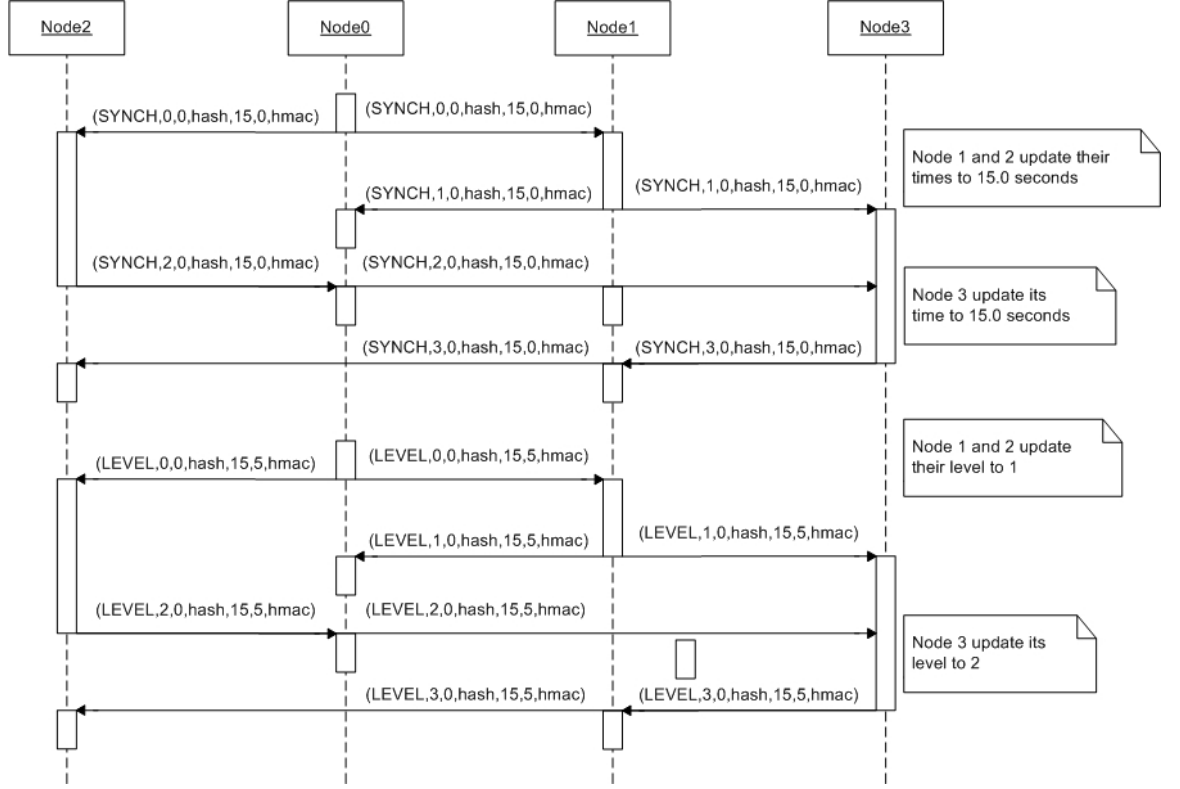 Node2
Node0
Node1
Node3
(SYNCH,0,0,hash,15,0,hmac)
(SYNCH,0,0,hash,15,0,hmac)
Node 1 and 2 update their
times to 15.0 seconds
(SYNCH,1,0,hash,15,0,hmac)
(SYNCH,1,0,hash,15,0,hmac)
(SYNCH,2,0,hash,15,0,hmac)
(SYNCH,2,0,hash,15,0,hmac)
Node 3 update its
time to 15.0 seconds
(SYNCH,3,0,hash,15,0,hmac)
(SYNCH,3,0,hash,15,0,hmac)
Node 1 and 2 update
their level to 1
(LEVEL,0,0,hash,15,5,hmac)
(LEVEL,0,0,hash,15,5,hmac)
(LEVEL,1,0,hash,15,5,hmac)
(LEVEL,1,0,hash,15,5,hmac)
(LEVEL,2,0,hash,15,5,hmac)
(LEVEL,2,0,hash,15,5,hmac)
Node 3 update its
level to 2
(LEVEL,3,0,hash,15,5,hmac)
(LEVEL,3,0,hash,15,5,hmac)